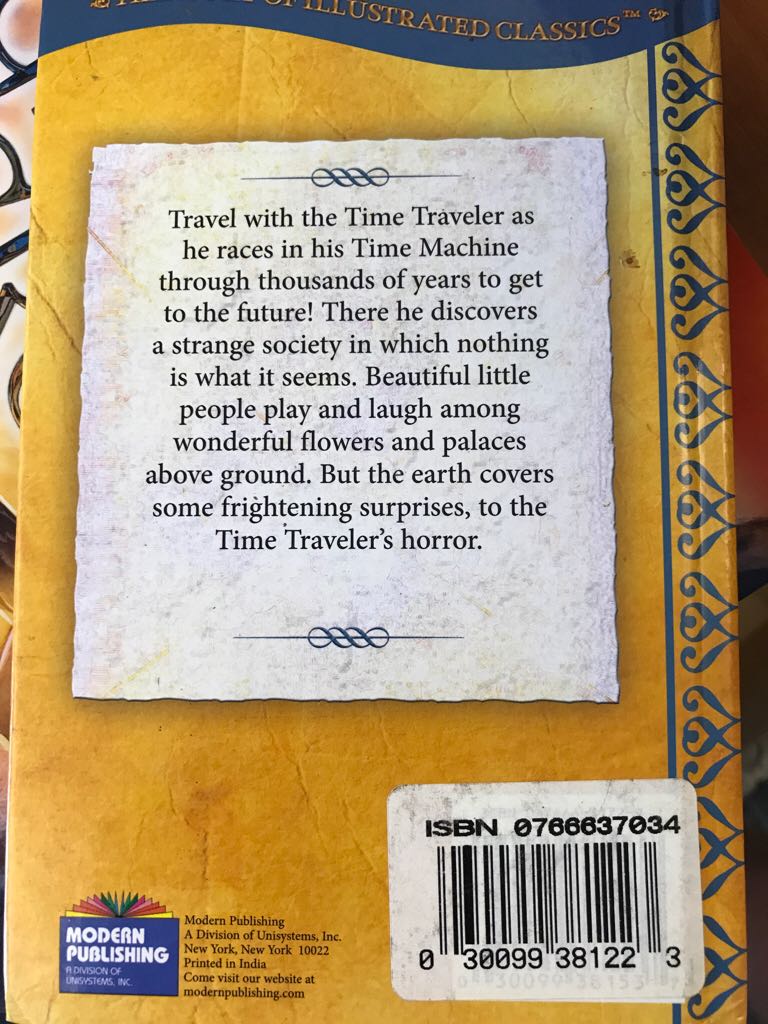 OF ILLUSTRATED CLASSICS™
Travel with the Time Traveler as
he races in his Time Machine
through thousands of years to get
to the future! There he discovers
a strange society in which nothing
is what it seems. Beautiful little
people play and laugh among
wonderful flowers and palaces
above ground. But the earth covers
some frightening surprises, to the
Time Traveler's horror.
ISBN 0766637034
0 30099 38122 3
MODERN
PUBLISHING
A DIVISION OF
UNISYSTEMS, INC.
Modern Publishing
A Division of Unisystems, Inc.
New York, New York 10022
Printed in India
Come visit our website at
modernpublishing.com